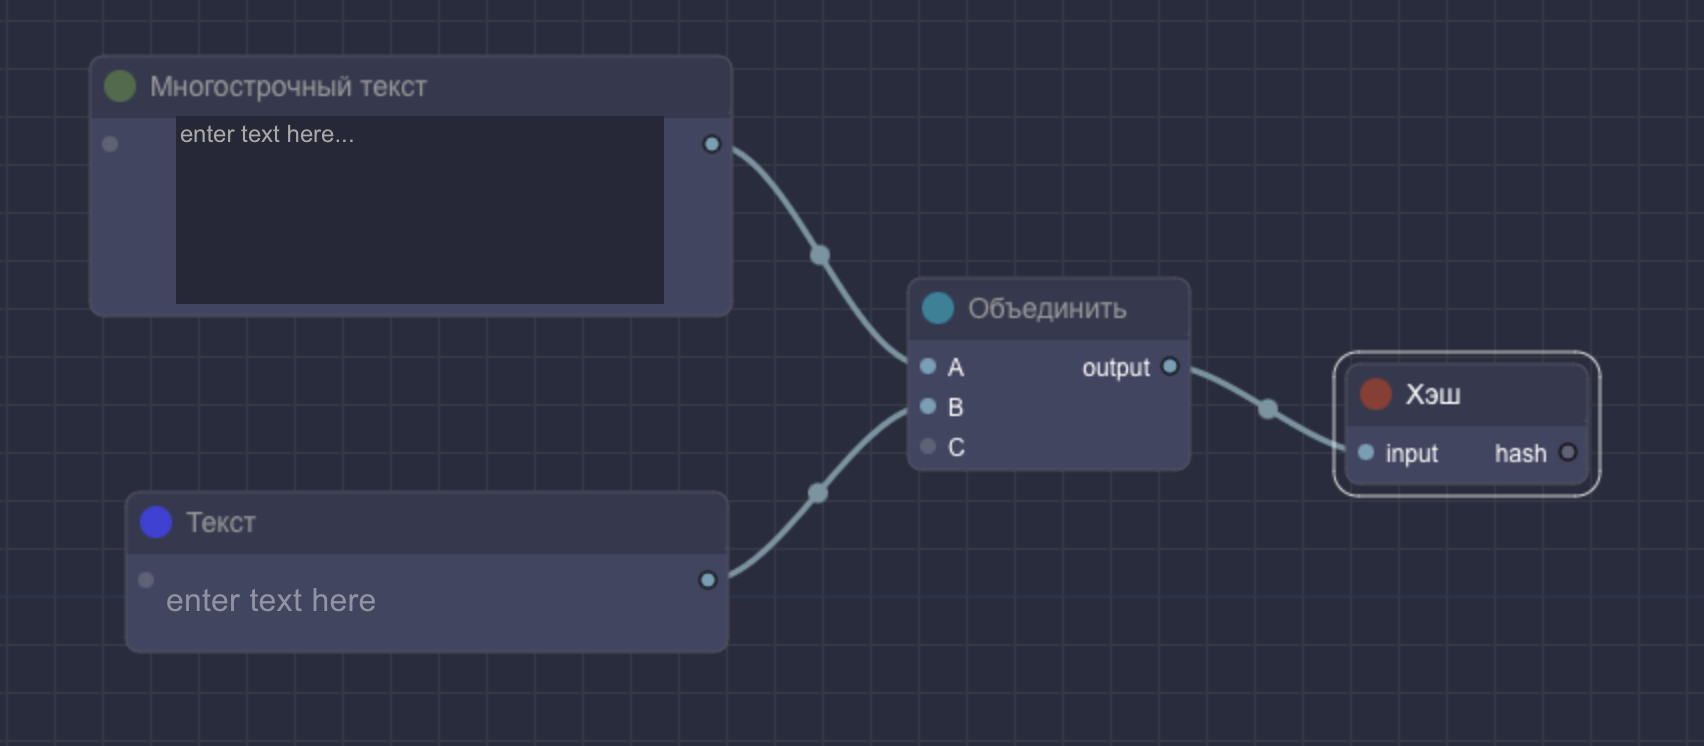 Многострочный текст
enter text here...
Объединить
A output
B
C
Хэш
input hash
Текст
enter text here